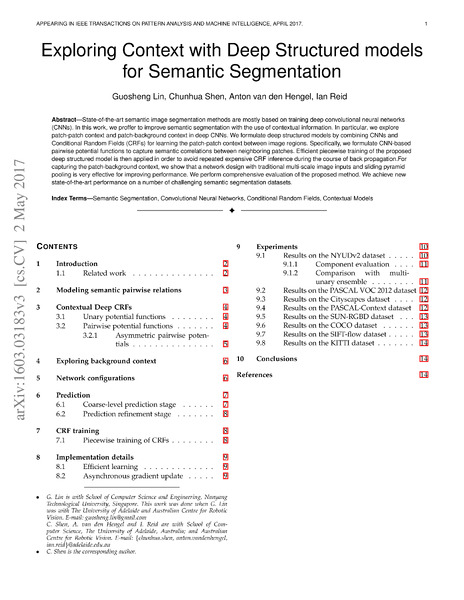 APPEARING IN IEEE TRANSACTIONS ON PATTERN ANALYSIS AND MACHINE INTELLIGENCE, APRIL 2017.
1
Exploring Context with Deep Structured models
for Semantic Segmentation
Guosheng Lin, Chunhua Shen, Anton van den Hengel, Ian Reid
Abstract—State-of-the-art semantic image segmentation methods are mostly based on training deep convolutional neural networks
(CNNs). In this work, we proffer to improve semantic segmentation with the use of contextual information. In particular, we explore
patch-patch context and patch-background context in deep CNNs. We formulate deep structured models by combining CNNs and
Conditional Random Fields (CRFs) for learning the patch-patch context between image regions. Specifically, we formulate CNN-based
pairwise potential functions to capture semantic correlations between neighboring patches. Efficient piecewise training of the proposed
deep structured model is then applied in order to avoid repeated expensive CRF inference during the course of back propagation.For
capturing the patch-background context, we show that a network design with traditional multi-scale image inputs and sliding pyramid
pooling is very effective for improving performance. We perform comprehensive evaluation of the proposed method. We achieve new
state-of-the-art performance on a number of challenging semantic segmentation datasets.
Index Terms—Semantic Segmentation, Convolutional Neural Networks, Conditional Random Fields, Contextual Models
arXiv:1603.03183v3 [cs.CV] 2 May 2017
CONTENTS
1 Introduction 2
1.1 Related work . . . . . . . . . . . . . . . 2
2 Modeling semantic pairwise relations 3
3 Contextual Deep CRFs 4
3.1 Unary potential functions . . . . . . . . 4
3.2 Pairwise potential functions . . . . . . . 4
3.2.1 Asymmetric pairwise poten-
tials . . . . . . . . . . . . . . . 5
4 Exploring background context 6
5 Network configurations 6
6 Prediction 7
6.1 Coarse-level prediction stage . . . . . . 7
6.2 Prediction refinement stage . . . . . . . 8
7 CRF training 8
7.1 Piecewise training of CRFs . . . . . . . . 8
8 Implementation details 9
8.1 Efficient learning . . . . . . . . . . . . . 9
8.2 Asynchronous gradient update . . . . . 9
• G. Lin is with School of Computer Science and Engineering, Nanyang
Technological University, Singapore. This work was done when G. Lin
was with The University of Adelaide and Australian Centre for Robotic
Vision. E-mail: guosheng.lin@gmail.com
C. Shen, A. van den Hengel and I. Reid are with School of Com-
puter Science, The University of Adelaide, Australia; and Australian
Centre for Robotic Vision. E-mail: {chunhua.shen, anton.vandenhengel,
ian.reid}@adelaide.edu.au
• C. Shen is the corresponding author.
9 Experiments 10
9.1 Results on the NYUDv2 dataset . . . . . 10
9.1.1 Component evaluation . . . . 11
9.1.2 Comparison with multi-
unary ensemble . . . . . . . . 11
9.2 Results on the PASCAL VOC 2012 dataset 12
9.3 Results on the Cityscapes dataset . . . . 12
9.4 Results on the PASCAL-Context dataset 12
9.5 Results on the SUN-RGBD dataset . . . 13
9.6 Results on the COCO dataset . . . . . . 13
9.7 Results on the SIFT-flow dataset . . . . . 13
9.8 Results on the KITTI dataset . . . . . . . 14
10 Conclusions 14
References 14